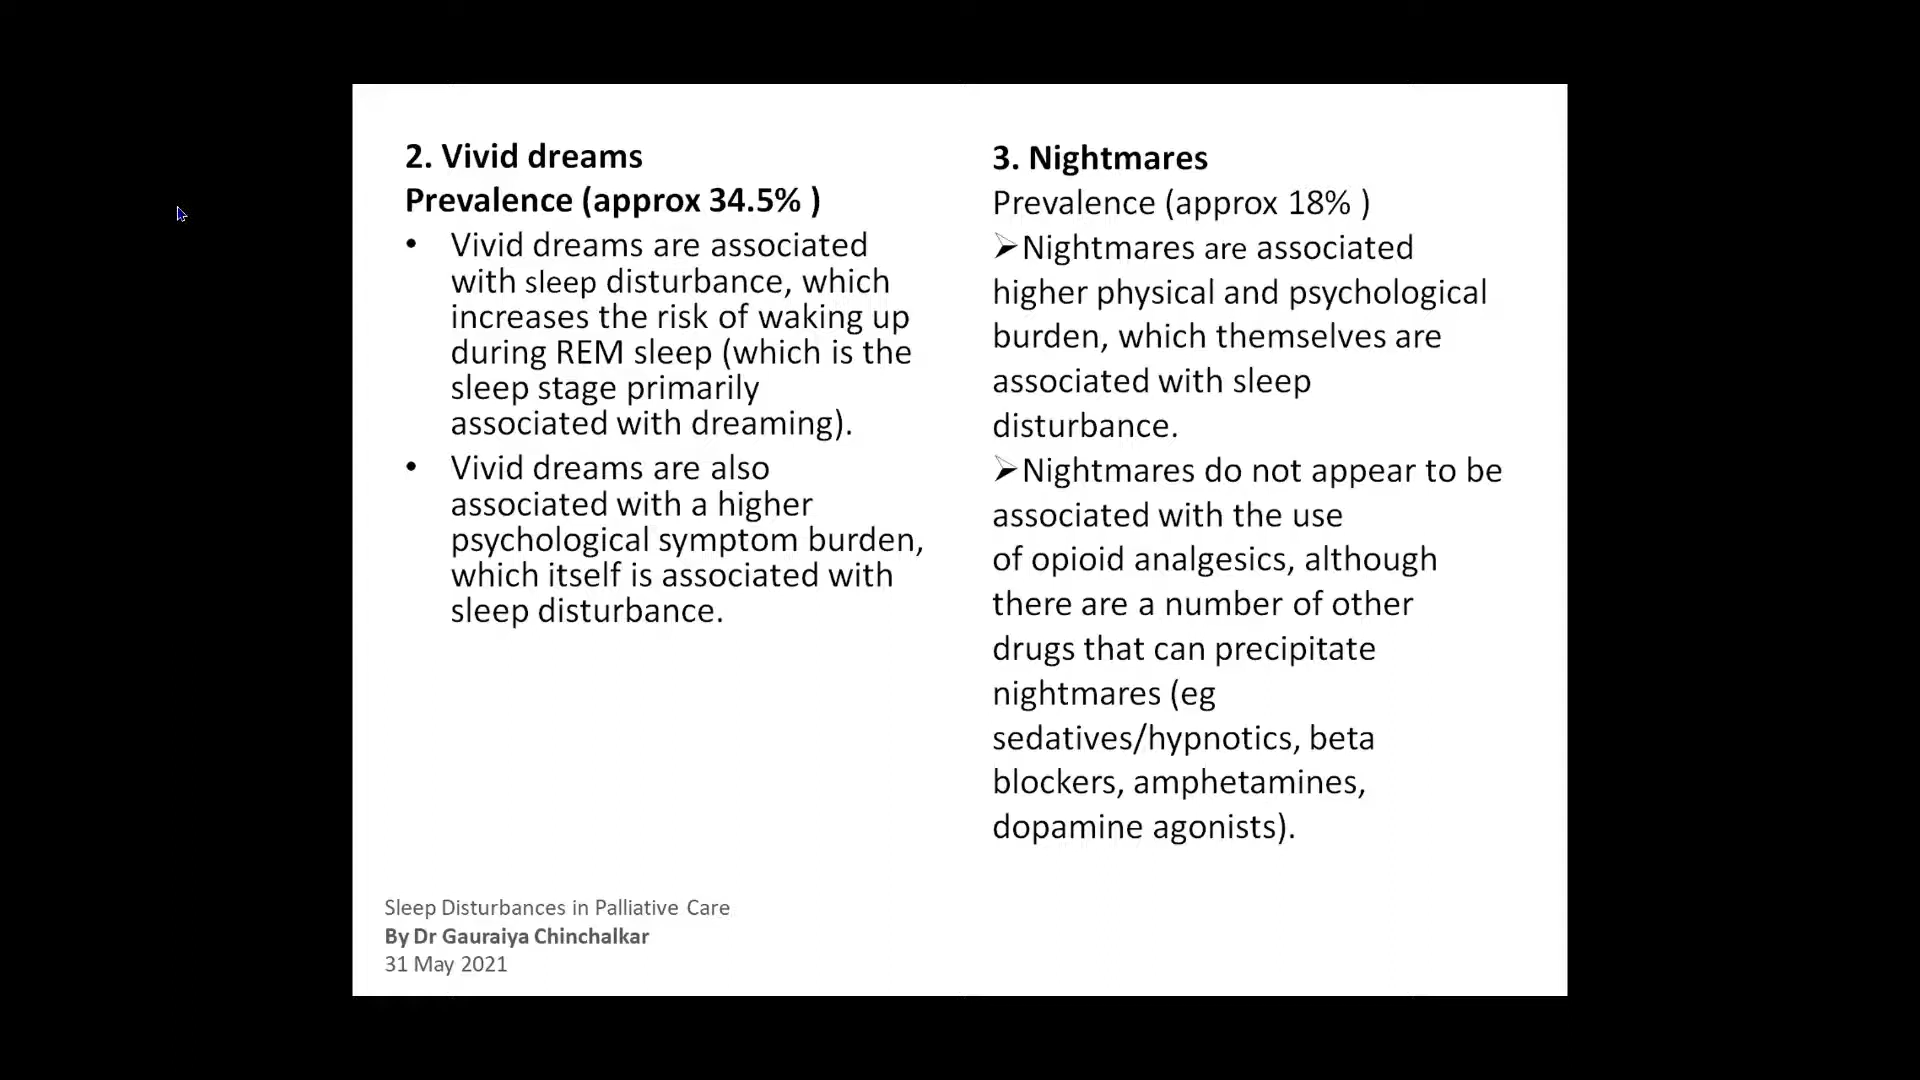 2. Vivid dreams
Prevalence (approx 34.5% )
• Vivid dreams are associated
with sleep disturbance, which
increases the risk of waking up
during REM sleep (which is the
sleep stage primarily
associated with dreaming).
• Vivid dreams are also
associated with a higher
psychological symptom burden,
which itself is associated with
sleep disturbance.
3. Nightmares
Prevalence (approx 18% )
➢Nightmares are associated
higher physical and psychological
burden, which themselves are
associated with sleep
disturbance.
➢Nightmares do not appear to be
associated with the use
of opioid analgesics, although
there are a number of other
drugs that can precipitate
nightmares (eg
sedatives/hypnotics, beta
blockers, amphetamines,
dopamine agonists).
Sleep Disturbances in Palliative Care
By Dr Gauraiya Chinchalkar
31 May 2021